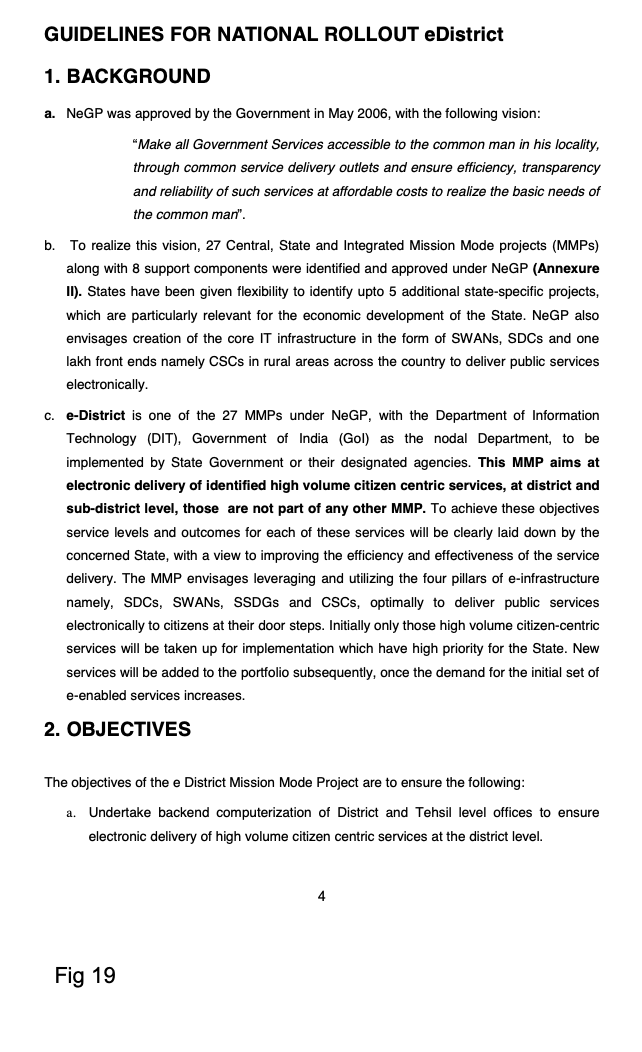 GUIDELINES FOR NATIONAL ROLLOUT eDistrict
1. BACKGROUND
a. NeGP was approved by the Government in May 2006, with the following vision:
“Make all Government Services accessible to the common man in his locality,
through common service delivery outlets and ensure efficiency, transparency
and reliability of such services at affordable costs to realize the basic needs of
the common man”.
b. To realize this vision, 27 Central, State and Integrated Mission Mode projects (MMPs)
along with 8 support components were identified and approved under NeGP (Annexure
II). States have been given flexibility to identify upto 5 additional state-specific projects,
which are particularly relevant for the economic development of the State. NeGP also
envisages creation of the core IT infrastructure in the form of SWANs, SDCs and one
lakh front ends namely CSCs in rural areas across the country to deliver public services
electronically.
c. e-District is one of the 27 MMPs under NeGP, with the Department of Information
Technology (DIT), Government of India (GoI) as the nodal Department, to be
implemented by State Government or their designated agencies. This MMP aims at
electronic delivery of identified high volume citizen centric services, at district and
sub-district level, those are not part of any other MMP. To achieve these objectives
service levels and outcomes for each of these services will be clearly laid down by the
concerned State, with a view to improving the efficiency and effectiveness of the service
delivery. The MMP envisages leveraging and utilizing the four pillars of e-infrastructure
namely, SDCs, SWANs, SSDGs and CSCs, optimally to deliver public services
electronically to citizens at their door steps. Initially only those high volume citizen-centric
services will be taken up for implementation which have high priority for the State. New
services will be added to the portfolio subsequently, once the demand for the initial set of
e-enabled services increases.
2. OBJECTIVES
The objectives of the e District Mission Mode Project are to ensure the following:
a. Undertake backend computerization of District and Tehsil level offices to ensure
electronic delivery of high volume citizen centric services at the district level.
4
Fig 19